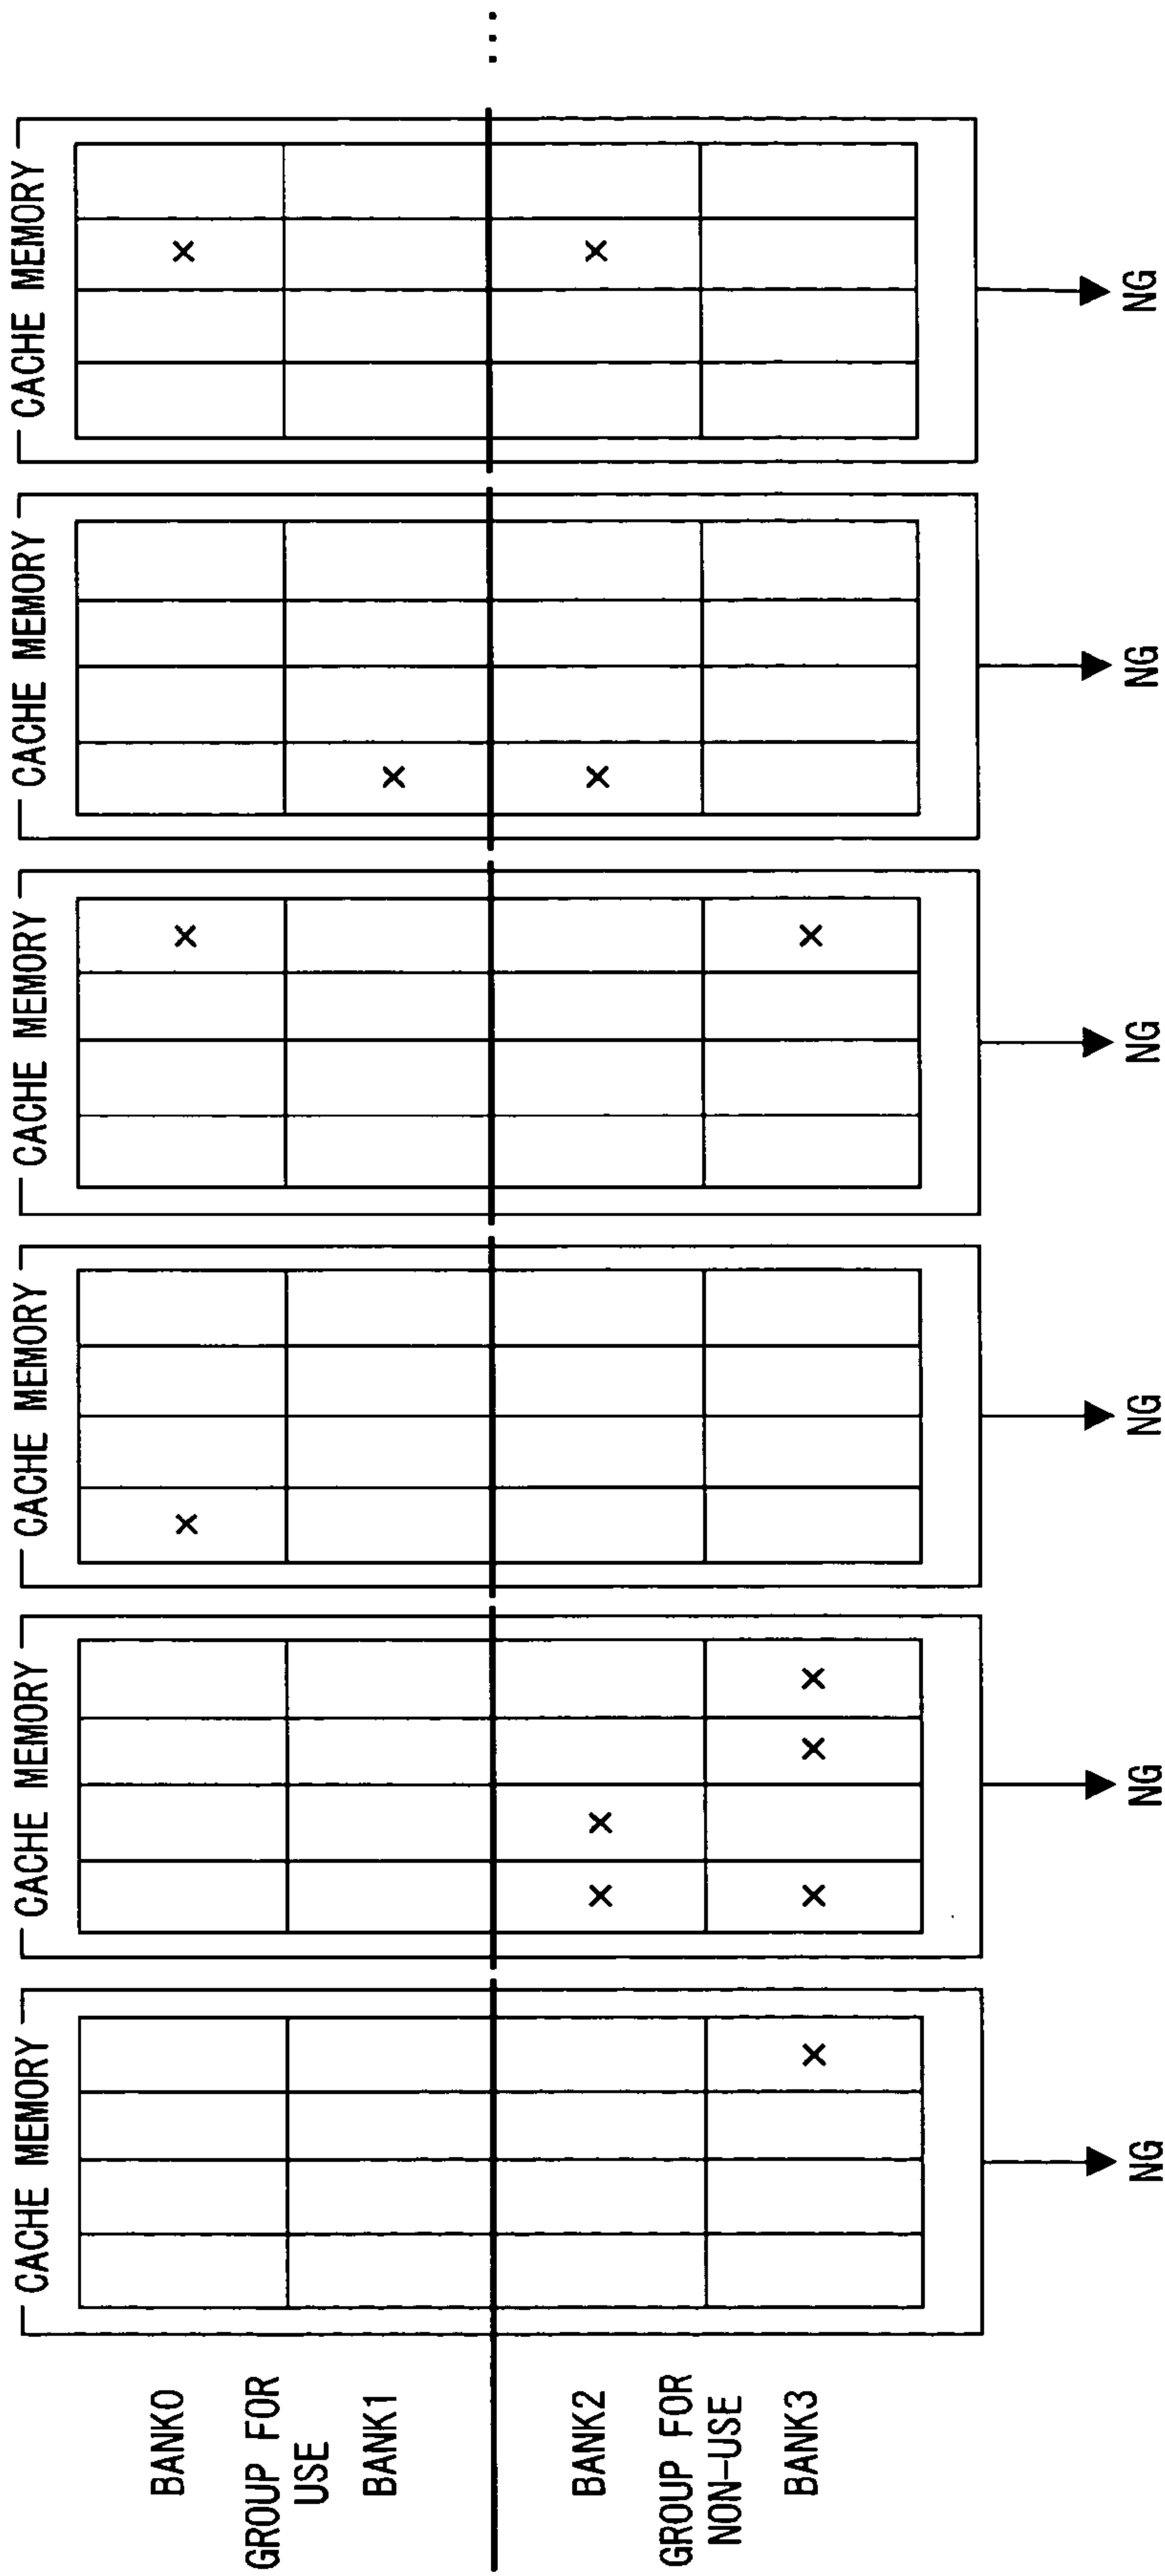 CACHE MEMORY
CACHE MEMORY
CACHE MEMORY
CACHE MEMORY
CACHE MEMORY
CACHE MEMORY
BANK0
×
×
×
GROUP FOR
USE
BANK1
×
...
BANK2
× ×
×
×
GROUP FOR
NON-USE
BANK3
×
× × ×
×
NG
NG
NG
NG
NG
NG